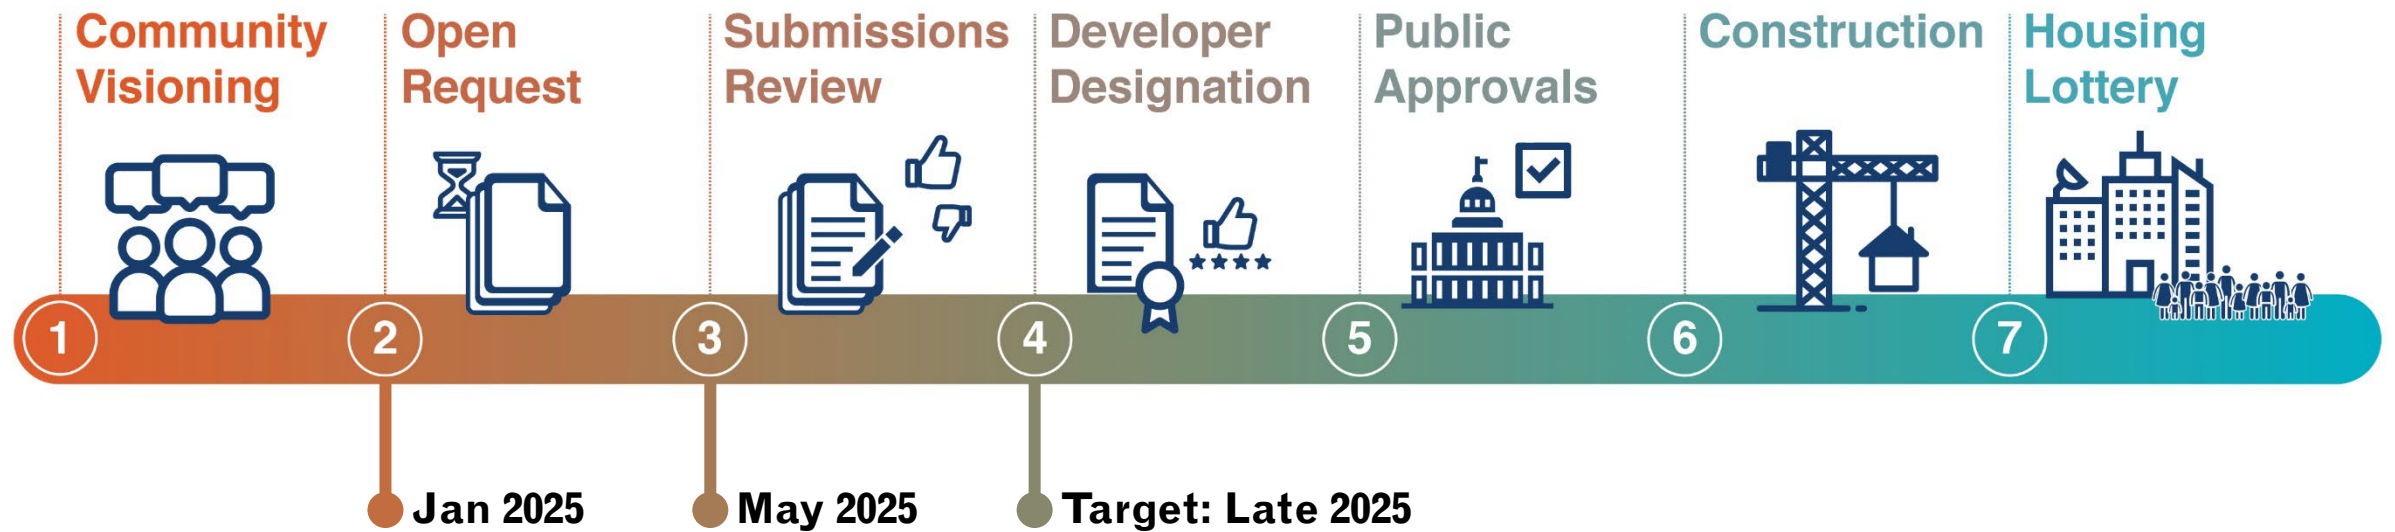 Community
Visioning
Open
Request
Submissions
Review
Developer
Designation
Public
Approvals
Construction
Housing
Lottery
1
2
3
4
5
6
7
Jan 2025
May 2025
Target: Late 2025